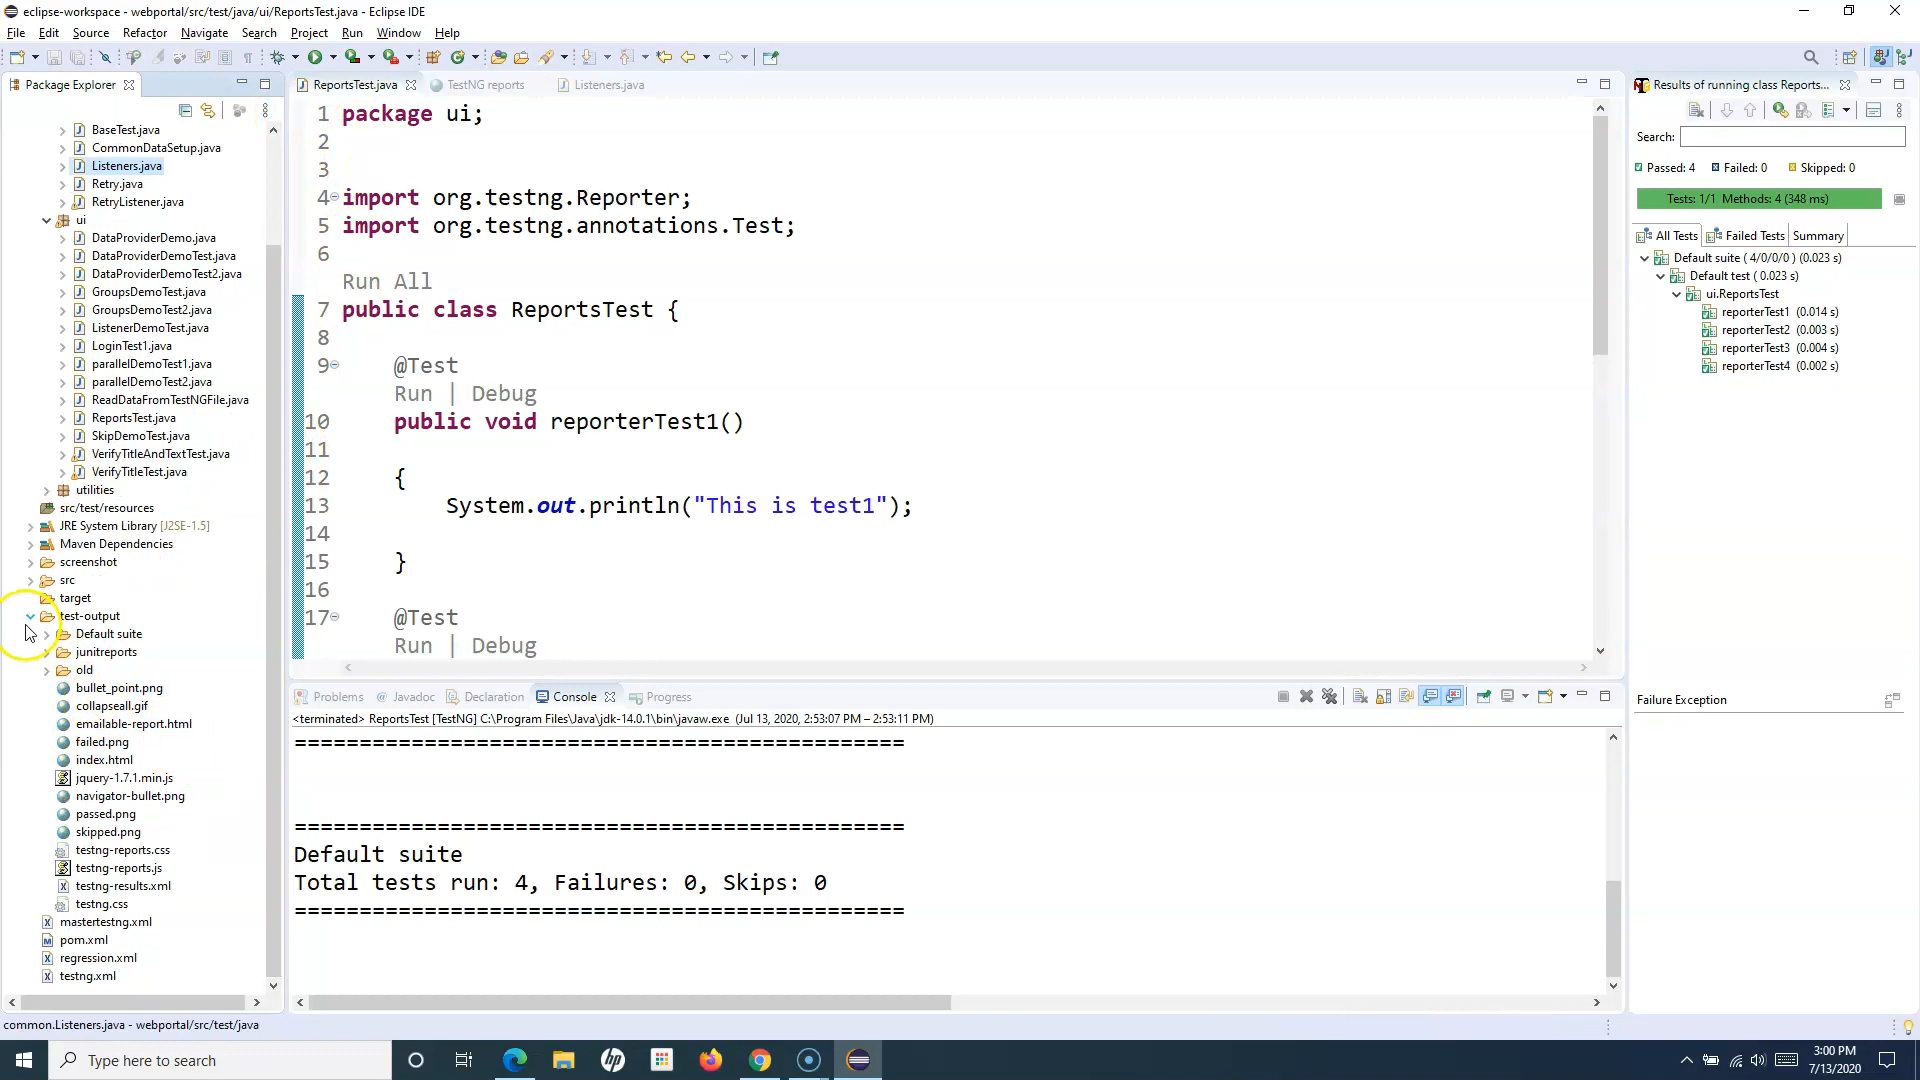 eclipse-workspace - webportal/src/test/java/ui/ReportsTest.java - Eclipse IDE
File Edit Source Refactor Navigate Search Project Run Window Help
Package Explorer
BaseTest.java
CommonDataSetup.java
Listeners.java
Retry.java
RetryListener.java
ui
DataProviderDemo.java
DataProviderDemoTest.java
DataProviderDemoTest2.java
GroupsDemoTest.java
GroupsDemoTest2.java
ListenerDemoTest.java
LoginTest1.java
parallelDemoTest1.java
parallelDemoTest2.java
ReadDataFromTestNGFile.java
ReportsTest.java
SkipDemoTest.java
VerifyTitleAndTextTest.java
VerifyTitleTest.java
utilities
src/test/resources
JRE System Library [J2SE-1.5]
Maven Dependencies
screenshot
src
target
test-output
Default suite
junitreports
old
bullet_point.png
collapseall.gif
emailable-report.html
failed.png
index.html
jquery-1.7.1.min.js
navigator-bullet.png
passed.png
skipped.png
testng-reports.css
testng-reports.js
testng-results.xml
testng.css
mastertestng.xml
pom.xml
regression.xml
testng.xml
ReportsTest.java TestNG reports Listeners.java
1 package ui;
2
3
4 import org.testng.Reporter;
5 import org.testng.annotations.Test;
6
Run All
7 public class ReportsTest {
8
9 @Test
Run | Debug
10 public void reporterTest1()
11
12 {
13 System.out.println("This is test1");
14
15 }
16
17 @Test
Run | Debug
Problems @ Javadoc Declaration Console Progress
<terminated> ReportsTest [TestNG] C:\Program Files\Java\jdk-14.0.1\bin\javaw.exe (Jul 13, 2020, 2:53:07 PM – 2:53:11 PM)
===============================================
===============================================
Default suite
Total tests run: 4, Failures: 0, Skips: 0
===============================================
Results of running class Reports...
Search:
Passed: 4 Failed: 0 Skipped: 0
Tests: 1/1 Methods: 4 (348 ms)
All Tests Failed Tests Summary
Default suite ( 4/0/0/0 ) (0.023 s)
Default test ( 0.023 s)
ui.ReportsTest
reporterTest1 (0.014 s)
reporterTest2 (0.003 s)
reporterTest3 (0.004 s)
reporterTest4 (0.002 s)
Failure Exception
common.Listeners.java - webportal/src/test/java
Type here to search
hp
3:00 PM
7/13/2020